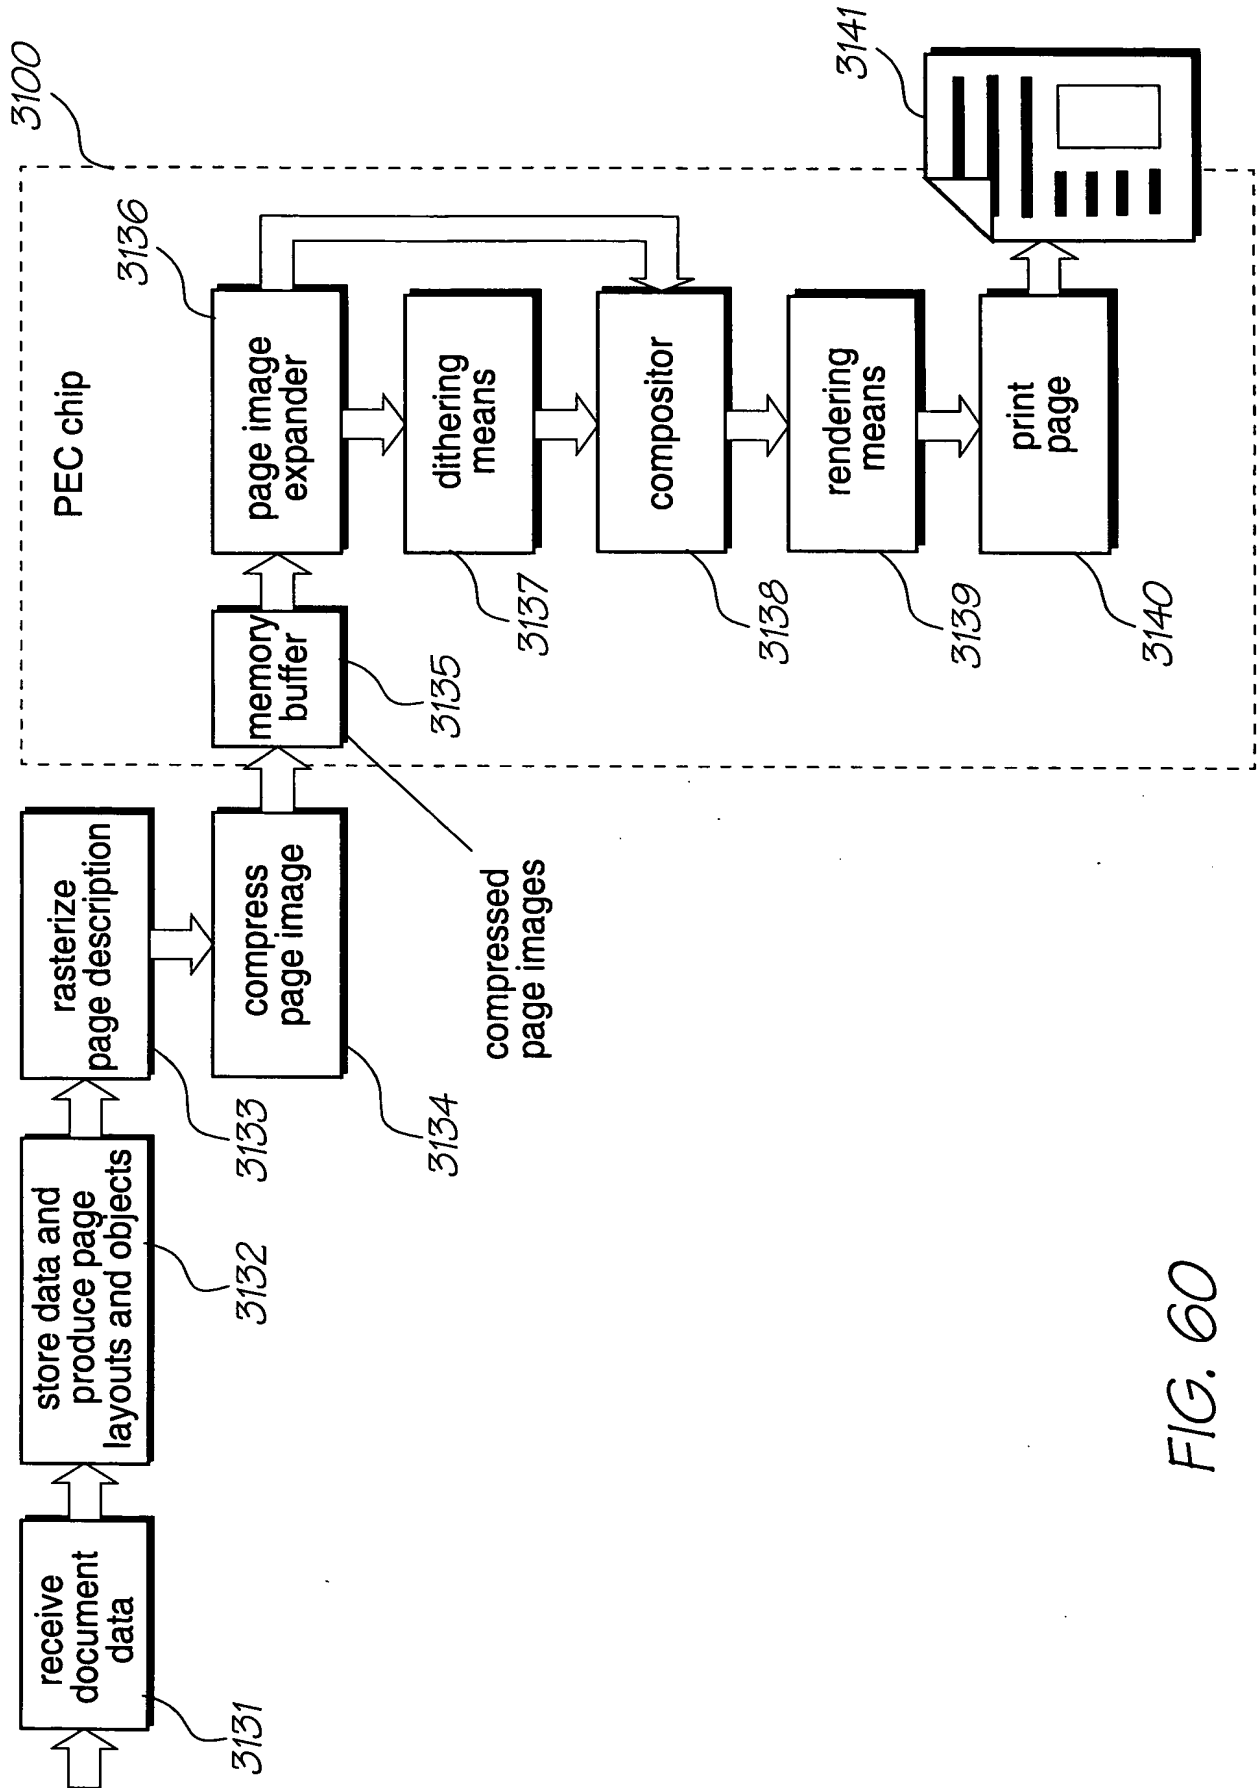 3100
PEC chip
receive
document
data
3131
store data and
produce page
layouts and objects
3132
rasterize
page description
3133
compress
page image
3134
compressed
page images
memory
buffer
3135
page image
expander
3136
dithering
means
3137
compositor
3138
rendering
means
3139
print
page
3140
3141
FIG. 60